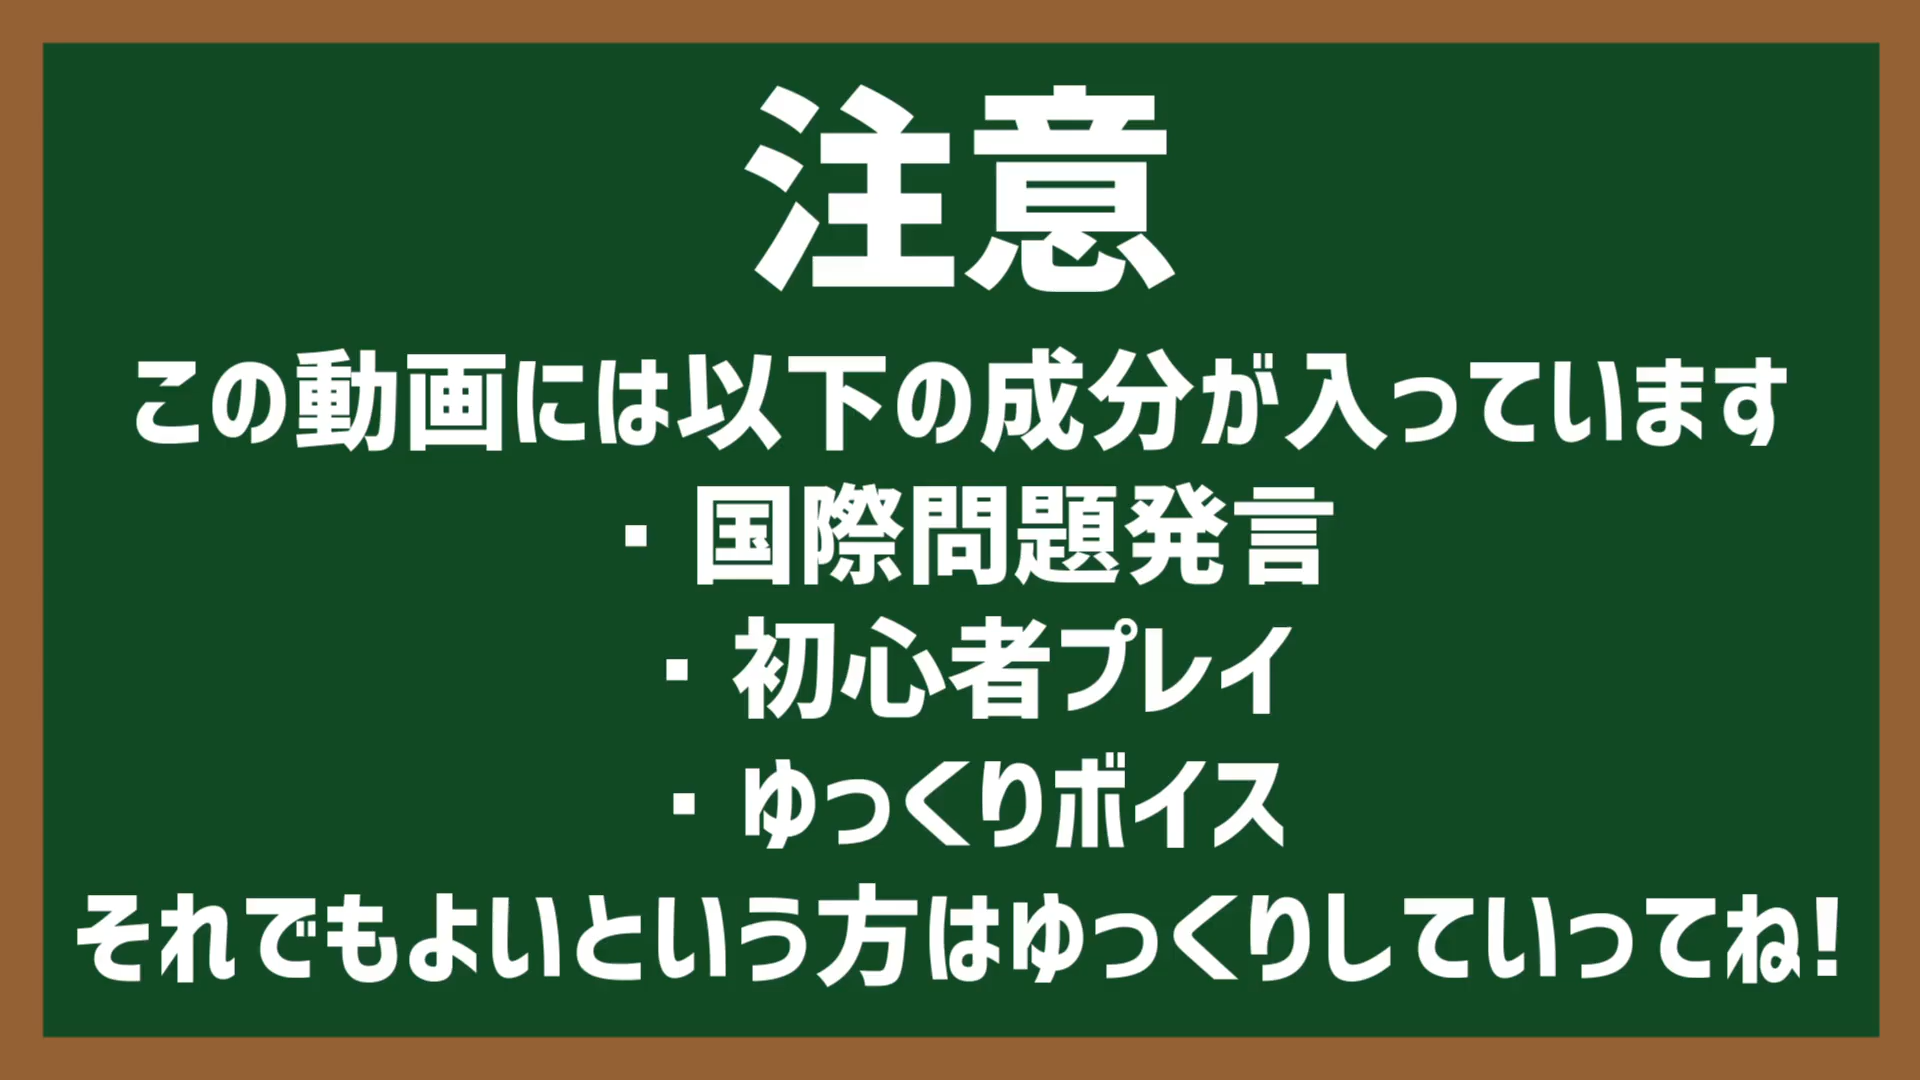 注意
この動画には以下の成分が入っています
・国際問題発言
・初心者プレイ
・ゆっくりボイス
それでもよいという方はゆっくりしていってね!